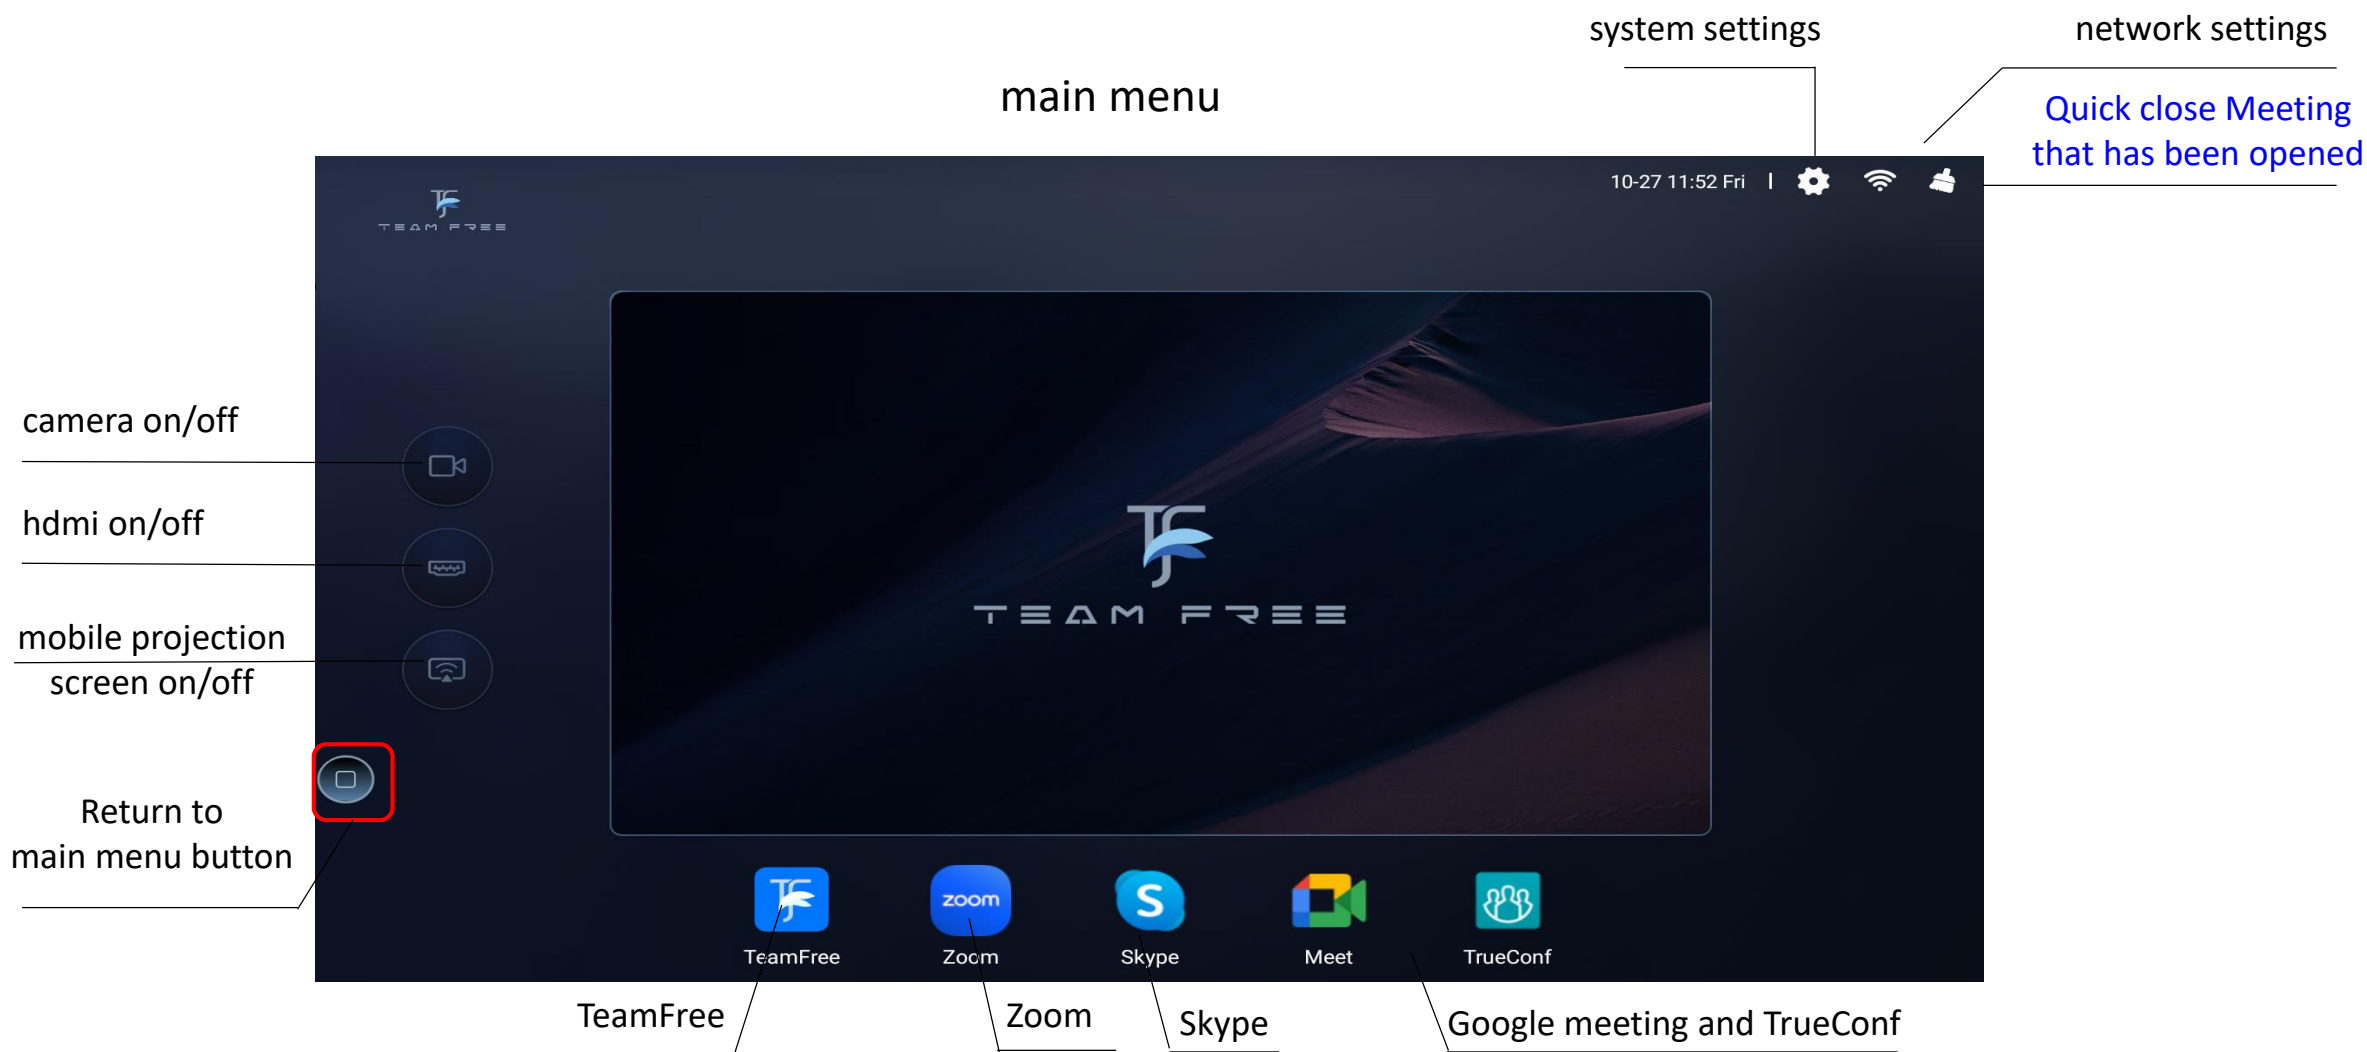 system settings
network settings
main menu
Quick close Meeting
that has been opened
10-27 11:52 Fri
TEAM FREE
camera on/off
hdmi on/off
TEAM FREE
mobile projection
screen on/off
Return to
main menu button
zoom
S
TeamFree
Zoom
Skype
Meet
TrueConf
TeamFree
Zoom
Skype
Google meeting and TrueConf